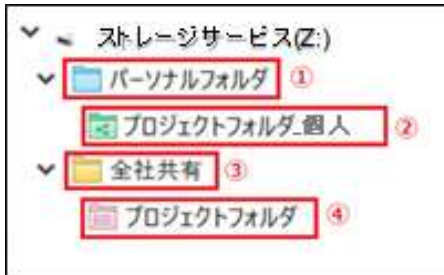 ストレージサービス(Z:)
パーソナルフォルダ ①
プロジェクトフォルダ_個人 ②
全社共有 ③
プロジェクトフォルダ ④